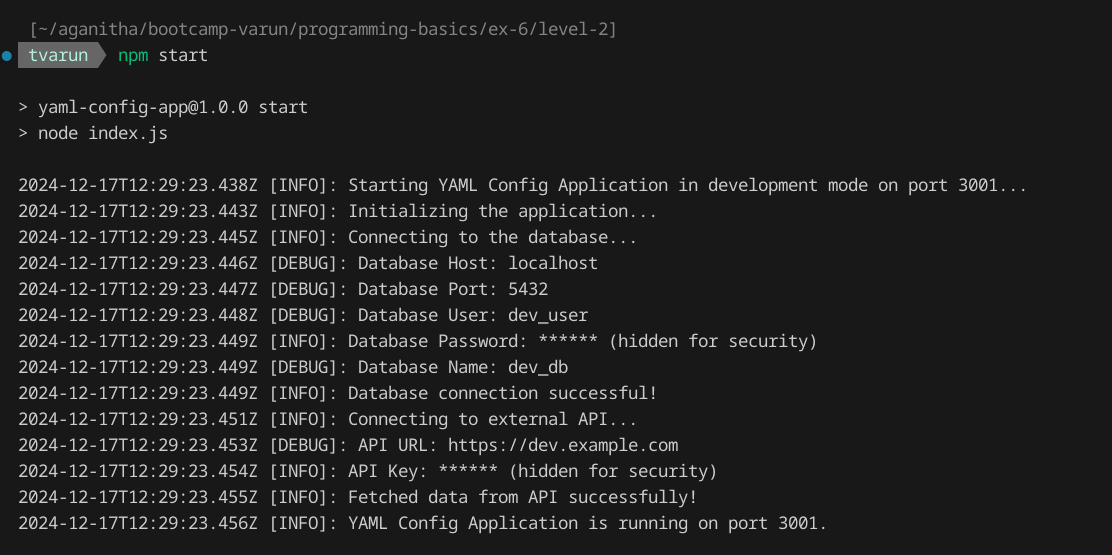 [~/aganitha/bootcamp-varun/programming-basics/ex-6/level-2]
tvarun npm start
> yaml-config-app@1.0.0 start
> node index.js
2024-12-17T12:29:23.438Z [INFO]: Starting YAML Config Application in development mode on port 3001...
2024-12-17T12:29:23.443Z [INFO]: Initializing the application...
2024-12-17T12:29:23.445Z [INFO]: Connecting to the database...
2024-12-17T12:29:23.446Z [DEBUG]: Database Host: localhost
2024-12-17T12:29:23.447Z [DEBUG]: Database Port: 5432
2024-12-17T12:29:23.448Z [DEBUG]: Database User: dev_user
2024-12-17T12:29:23.449Z [INFO]: Database Password: ****** (hidden for security)
2024-12-17T12:29:23.449Z [DEBUG]: Database Name: dev_db
2024-12-17T12:29:23.449Z [INFO]: Database connection successful!
2024-12-17T12:29:23.451Z [INFO]: Connecting to external API...
2024-12-17T12:29:23.453Z [DEBUG]: API URL: https://dev.example.com
2024-12-17T12:29:23.454Z [INFO]: API Key: ****** (hidden for security)
2024-12-17T12:29:23.455Z [INFO]: Fetched data from API successfully!
2024-12-17T12:29:23.456Z [INFO]: YAML Config Application is running on port 3001.